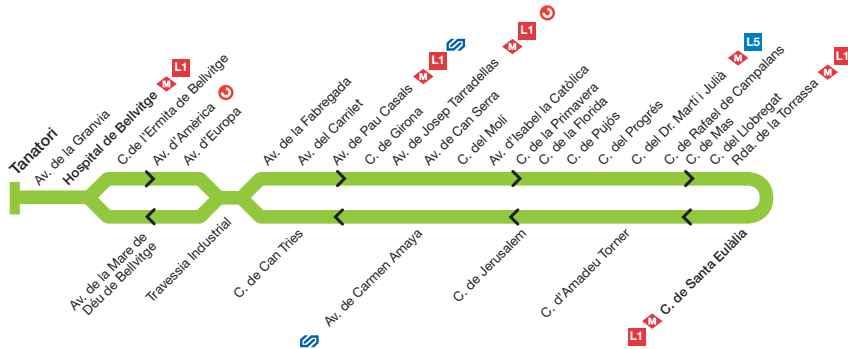 Tanatori
Av. de la Granvia
Hospital de Bellvitge
M
L1
C.de l'Ermita de Bellvitge
Av. d'Amèrica
Av. d'Europa
Av. de la Fabregada
Av. del Carrilet
Av. de Pau Casals
M
L1
C. de Girona
Av. de Josep Tarradellas
M
L1
Av. de Can Serra
C. del Molí
Av. d'Isabel la Catòlica
C. de la Primavera
C. de la Florida
C. de Pujós
C. del Progrés
C. del Dr. Martí i Julià
M
L5
C. de Rafael de Campalans
C. de Mas
C. del Llobregat
Rda. de la Torrassa
M
L1
Av. de la Mare de
Déu de Bellvitge
Travessia Industrial
C. de Can Tries
Av. de Carmen Amaya
C. de Jerusalem
C. d'Amadeu Torner
L1
M
C. de Santa Eulàlia